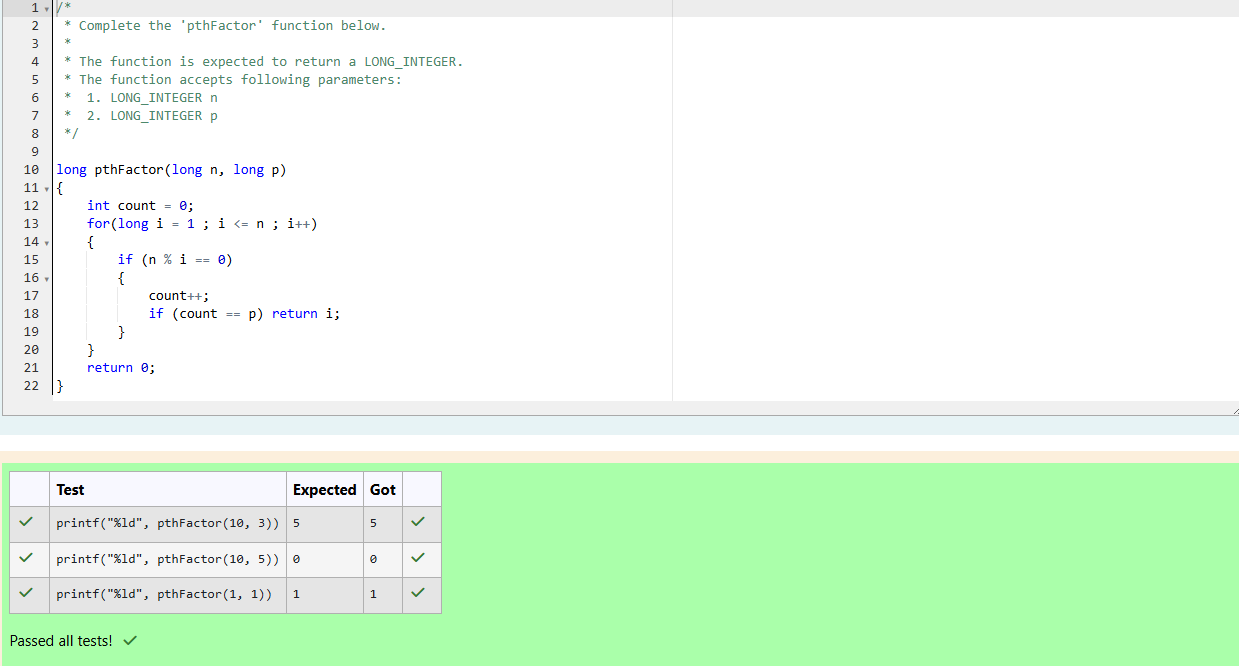 1 /*
2  * Complete the 'pthFactor' function below.
3  *
4  * The function is expected to return a LONG_INTEGER.
5  * The function accepts following parameters:
6  *  1. LONG_INTEGER n
7  *  2. LONG_INTEGER p
8  */
9
10 long pthFactor(long n, long p)
11 {
12     int count = 0;
13     for(long i = 1 ; i <= n ; i++)
14     {
15         if (n % i == 0)
16         {
17             count++;
18             if (count == p) return i;
19         }
20     }
21     return 0;
22 }
Test Expected Got
printf("%ld", pthFactor(10, 3)) 5 5
printf("%ld", pthFactor(10, 5)) 0 0
printf("%ld", pthFactor(1, 1)) 1 1
Passed all tests!